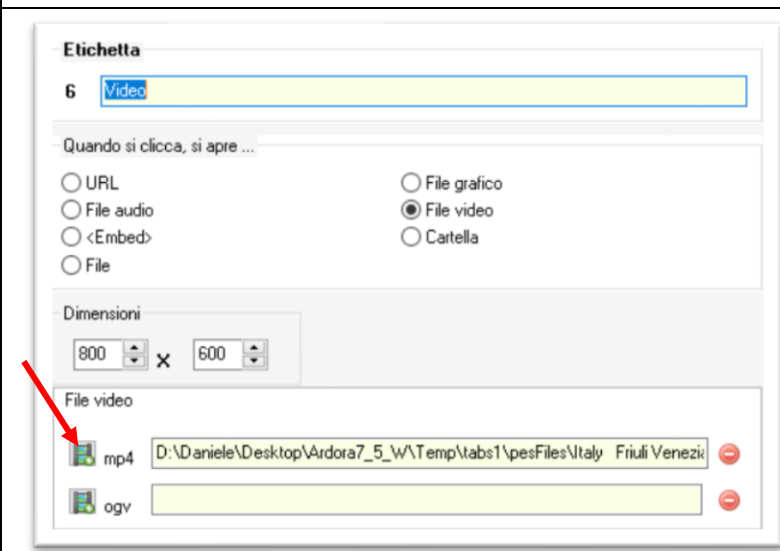 Etichetta
6 Video
Quando si clicca, si apre ...
URL File grafico
File audio File video
<Embed> Cartella
File
Dimensioni
800 x 600
File video
mp4 D:\Daniele\Desktop\Ardora7_5_W\Temp\tabs1\pesFiles\Italy Friuli Venezia
ogv